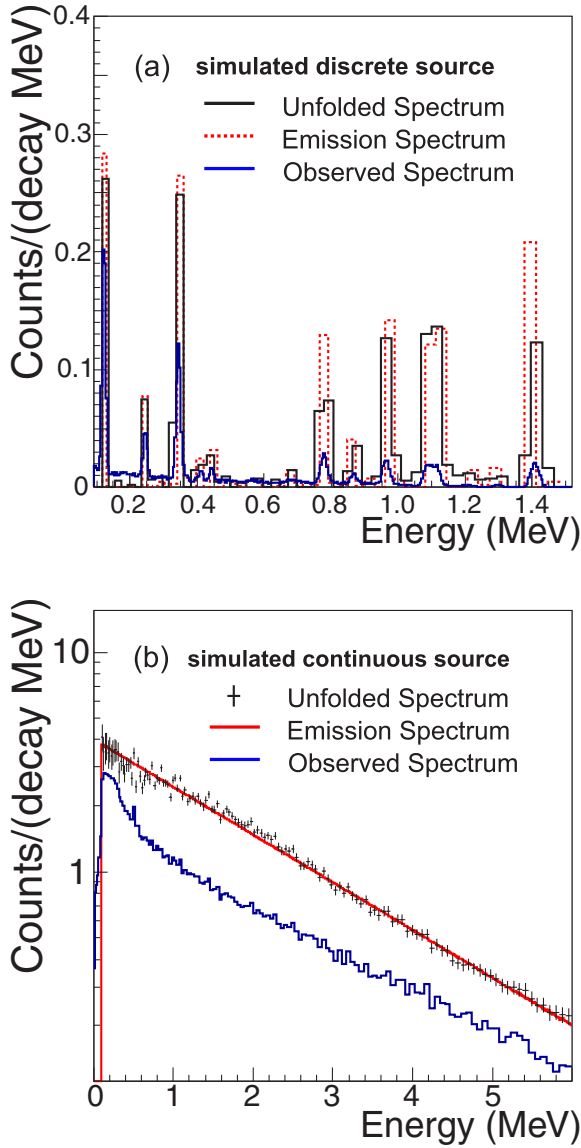 0.4
(a) simulated discrete source
Unfolded Spectrum
Emission Spectrum
Observed Spectrum
0.3
0.2
0.1
0
Counts/(decay MeV)
0.2 0.4 0.6 0.8 1.0 1.2 1.4
Energy (MeV)
10
(b) simulated continuous source
Unfolded Spectrum
Emission Spectrum
Observed Spectrum
1
Counts/(decay MeV)
0 1 2 3 4 5
Energy (MeV)